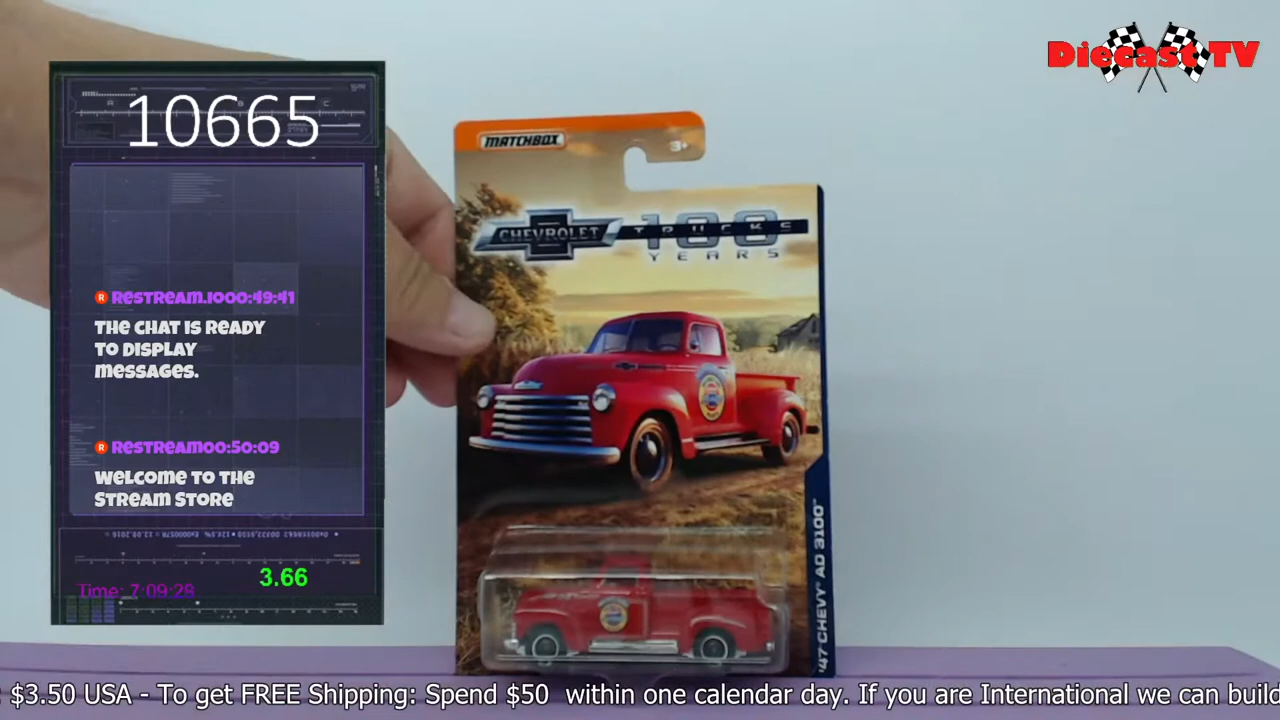 Diecast TV
10665
Restream.1000:49:41
The chat is ready
to display
messages.
Restream00:50:09
Welcome to the
Stream Store
Time: 7:09:28
3.66
MATCHBOX
3+
CHEVROLET
TRUCKS
100
YEARS
'47 CHEVY AD 3100
$3.50 USA - To get FREE Shipping: Spend $50 within one calendar day. If you are International we can build